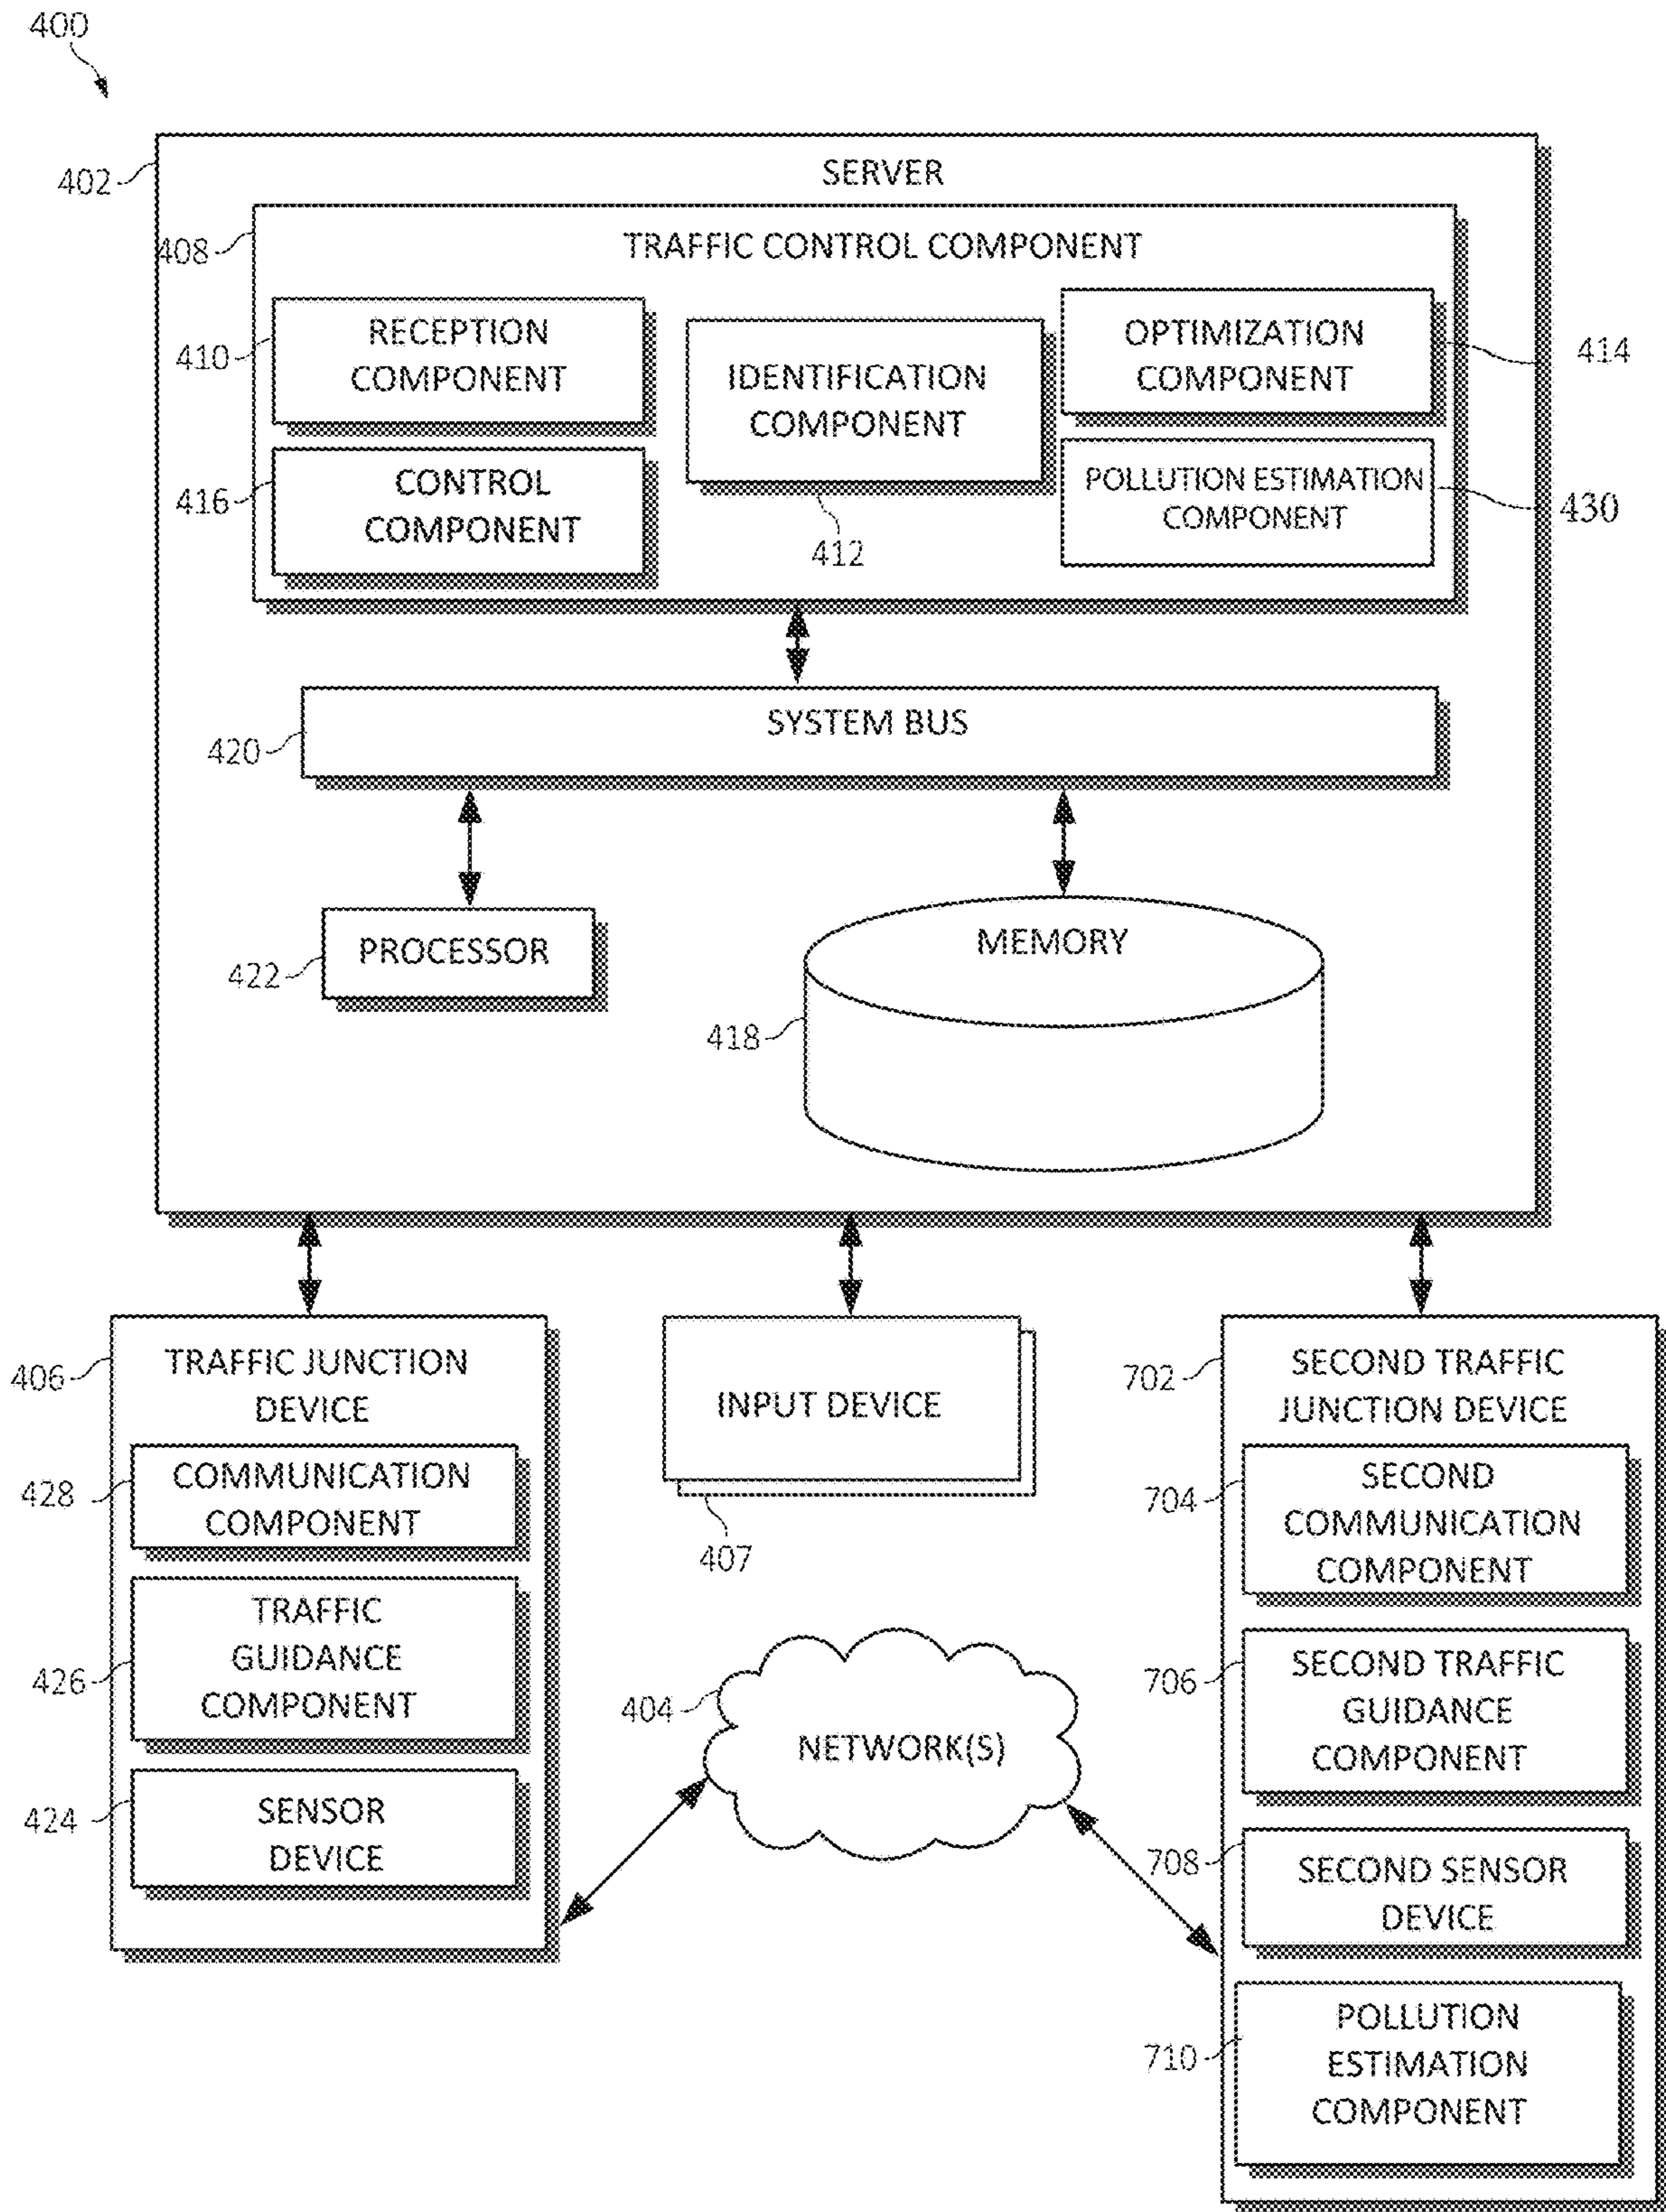 400
402
SERVER
408
TRAFFIC CONTROL COMPONENT
410
RECEPTION
COMPONENT
IDENTIFICATION
COMPONENT
412
OPTIMIZATION
COMPONENT
414
416
CONTROL
COMPONENT
POLLUTION ESTIMATION
COMPONENT
430
420
SYSTEM BUS
422
PROCESSOR
MEMORY
418
406
TRAFFIC JUNCTION
DEVICE
428
COMMUNICATION
COMPONENT
426
TRAFFIC
GUIDANCE
COMPONENT
424
SENSOR
DEVICE
INPUT DEVICE
407
404
NETWORK(S)
702
SECOND TRAFFIC
JUNCTION DEVICE
704
SECOND
COMMUNICATION
COMPONENT
706
SECOND TRAFFIC
GUIDANCE
COMPONENT
708
SECOND SENSOR
DEVICE
710
POLLUTION
ESTIMATION
COMPONENT